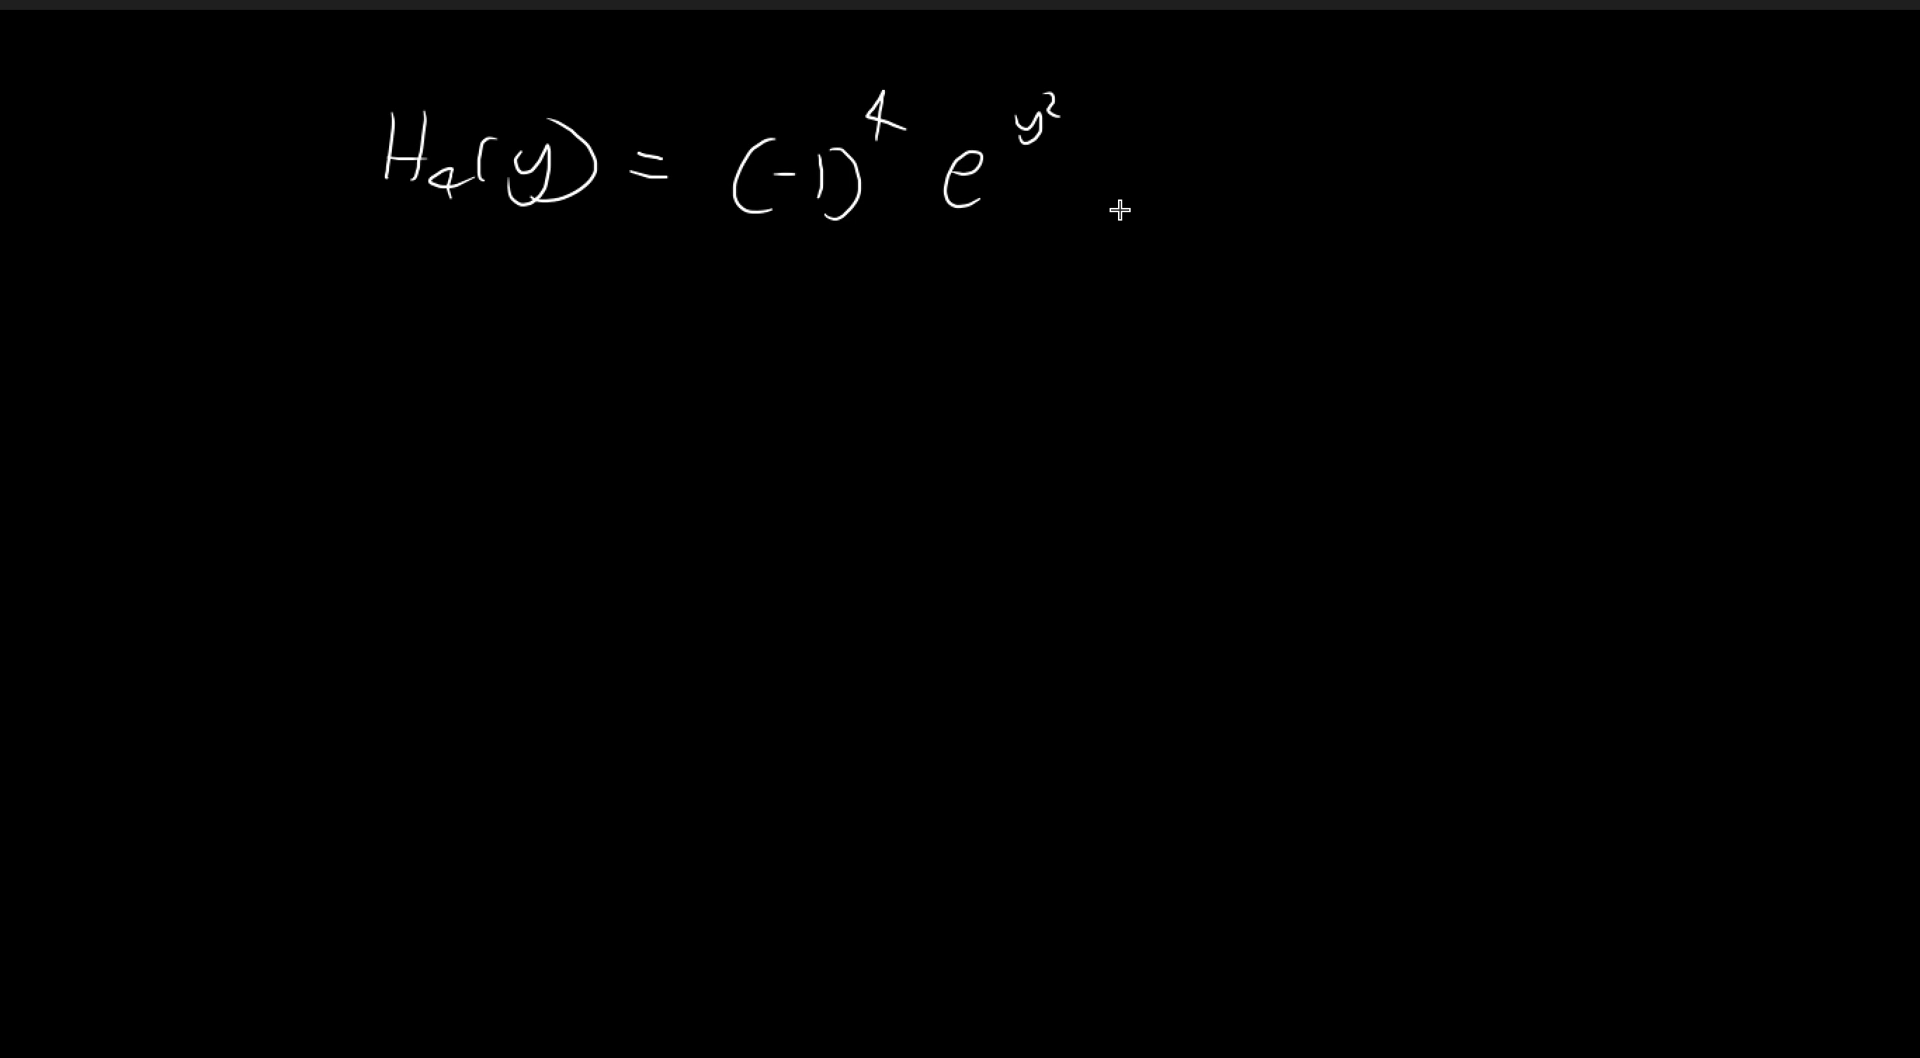 H₄(y) = (-1)⁴ e^{y²}